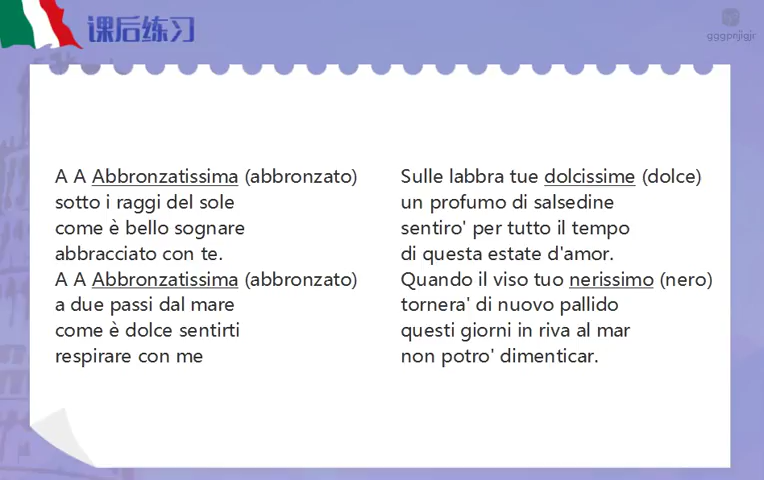 课后练习
gggpnjigjr
A A Abbronzatissima (abbronzato)
sotto i raggi del sole
come è bello sognare
abbracciato con te.
A A Abbronzatissima (abbronzato)
a due passi dal mare
come è dolce sentirti
respirare con me
Sulle labbra tue dolcissime (dolce)
un profumo di salsedine
sentiro' per tutto il tempo
di questa estate d'amor.
Quando il viso tuo nerissimo (nero)
tornera' di nuovo pallido
questi giorni in riva al mar
non potro' dimenticar.